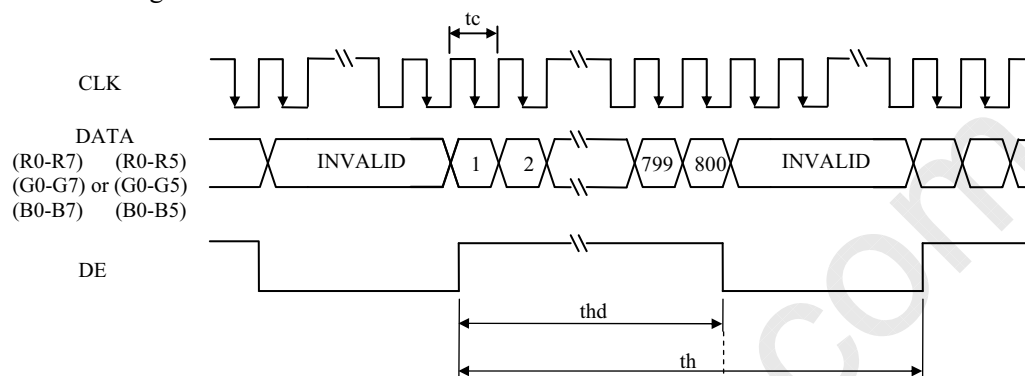 tc
CLK
DATA
(R0-R7) (R0-R5)
(G0-G7) or (G0-G5)
(B0-B7) (B0-B5)
INVALID 1 2 799 800 INVALID
DE
thd
th
com